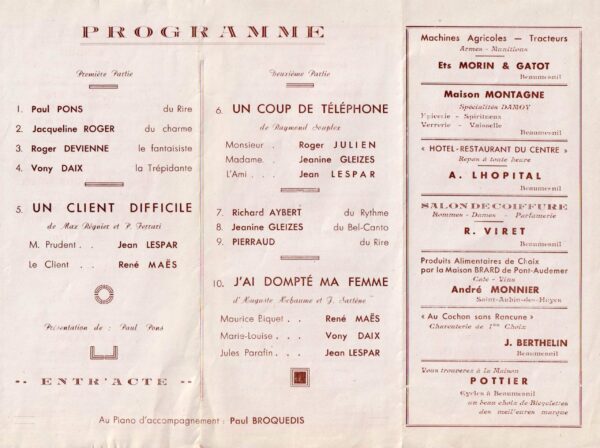 PROGRAMME
Première Partie
1. Paul PONS du Rire
2. Jacqueline ROGER du charme
3. Roger DEVIENNE le fantaisiste
4. Vony DAIX la Trépidante
5. UN CLIENT DIFFICILE
de Max Régnier et P. Ferrari
M. Prudent . . Jean LESPAR
Le Client . . René MAËS
Présentation de : Paul Pons
-- ENTR'ACTE --
Deuxième Partie
6. UN COUP DE TÉLÉPHONE
de Raymond Souplex
Monsieur . Roger JULIEN
Madame . Jeanine GLEIZES
L'Ami . . Jean LESPAR
7. Richard AYBERT du Rythme
8. Jeanine GLEIZES du Bel-Canto
9. PIERRAUD du Rire
10. J'AI DOMPTÉ MA FEMME
d'Auguste et J.
Maurice Biquet . . René MAËS
Marie-Louise . . Vony DAIX
Jules Parafin . . Jean LESPAR
Au Piano d'accompagnement : Paul BROQUEDIS
Machines Agricoles — Tracteurs
Armes - Munitions
Ets MORIN & GATOT
Beaumesnil
Maison MONTAGNE
Spécialités DAMOY
Epicerie - Spiritueux
Verrerie - Vaisselle
Beaumesnil
« HOTEL-RESTAURANT DU CENTRE »
Repas à toute heure
A. LHOPITAL
Beaumesnil
SALON DE COIFFURE
Hommes - Dames - Parfumerie
R. VIRET
Beaumesnil
Produits Alimentaires de Choix
par la Maison BRARD de Pont-Audemer
Café - Vins
André MONNIER
Saint-Aubin-des-Hayes
« Au Cochon sans Rancune »
Charcuterie de 1ère Choix
J. BERTHELIN
Beaumesnil
Vous trouverez à la Maison
POTTIER
Cycles à Beaumesnil
un beau choix de Bicyclettes
des meilleures marques